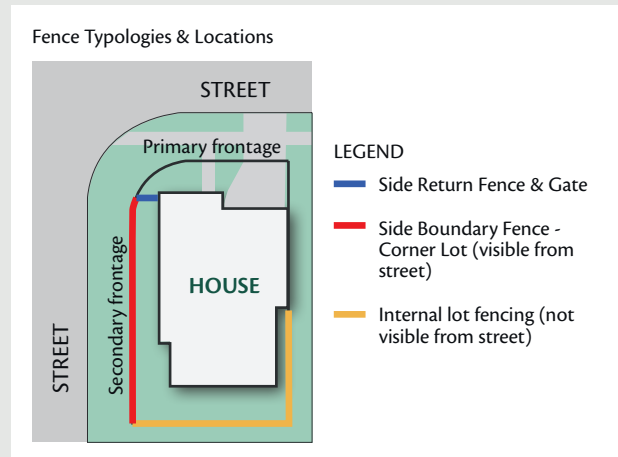 Fence Typologies & Locations
STREET
Primary frontage
HOUSE
Secondary frontage
STREET
LEGEND
Side Return Fence & Gate
Side Boundary Fence -
Corner Lot (visible from
street)
Internal lot fencing (not
visible from street)